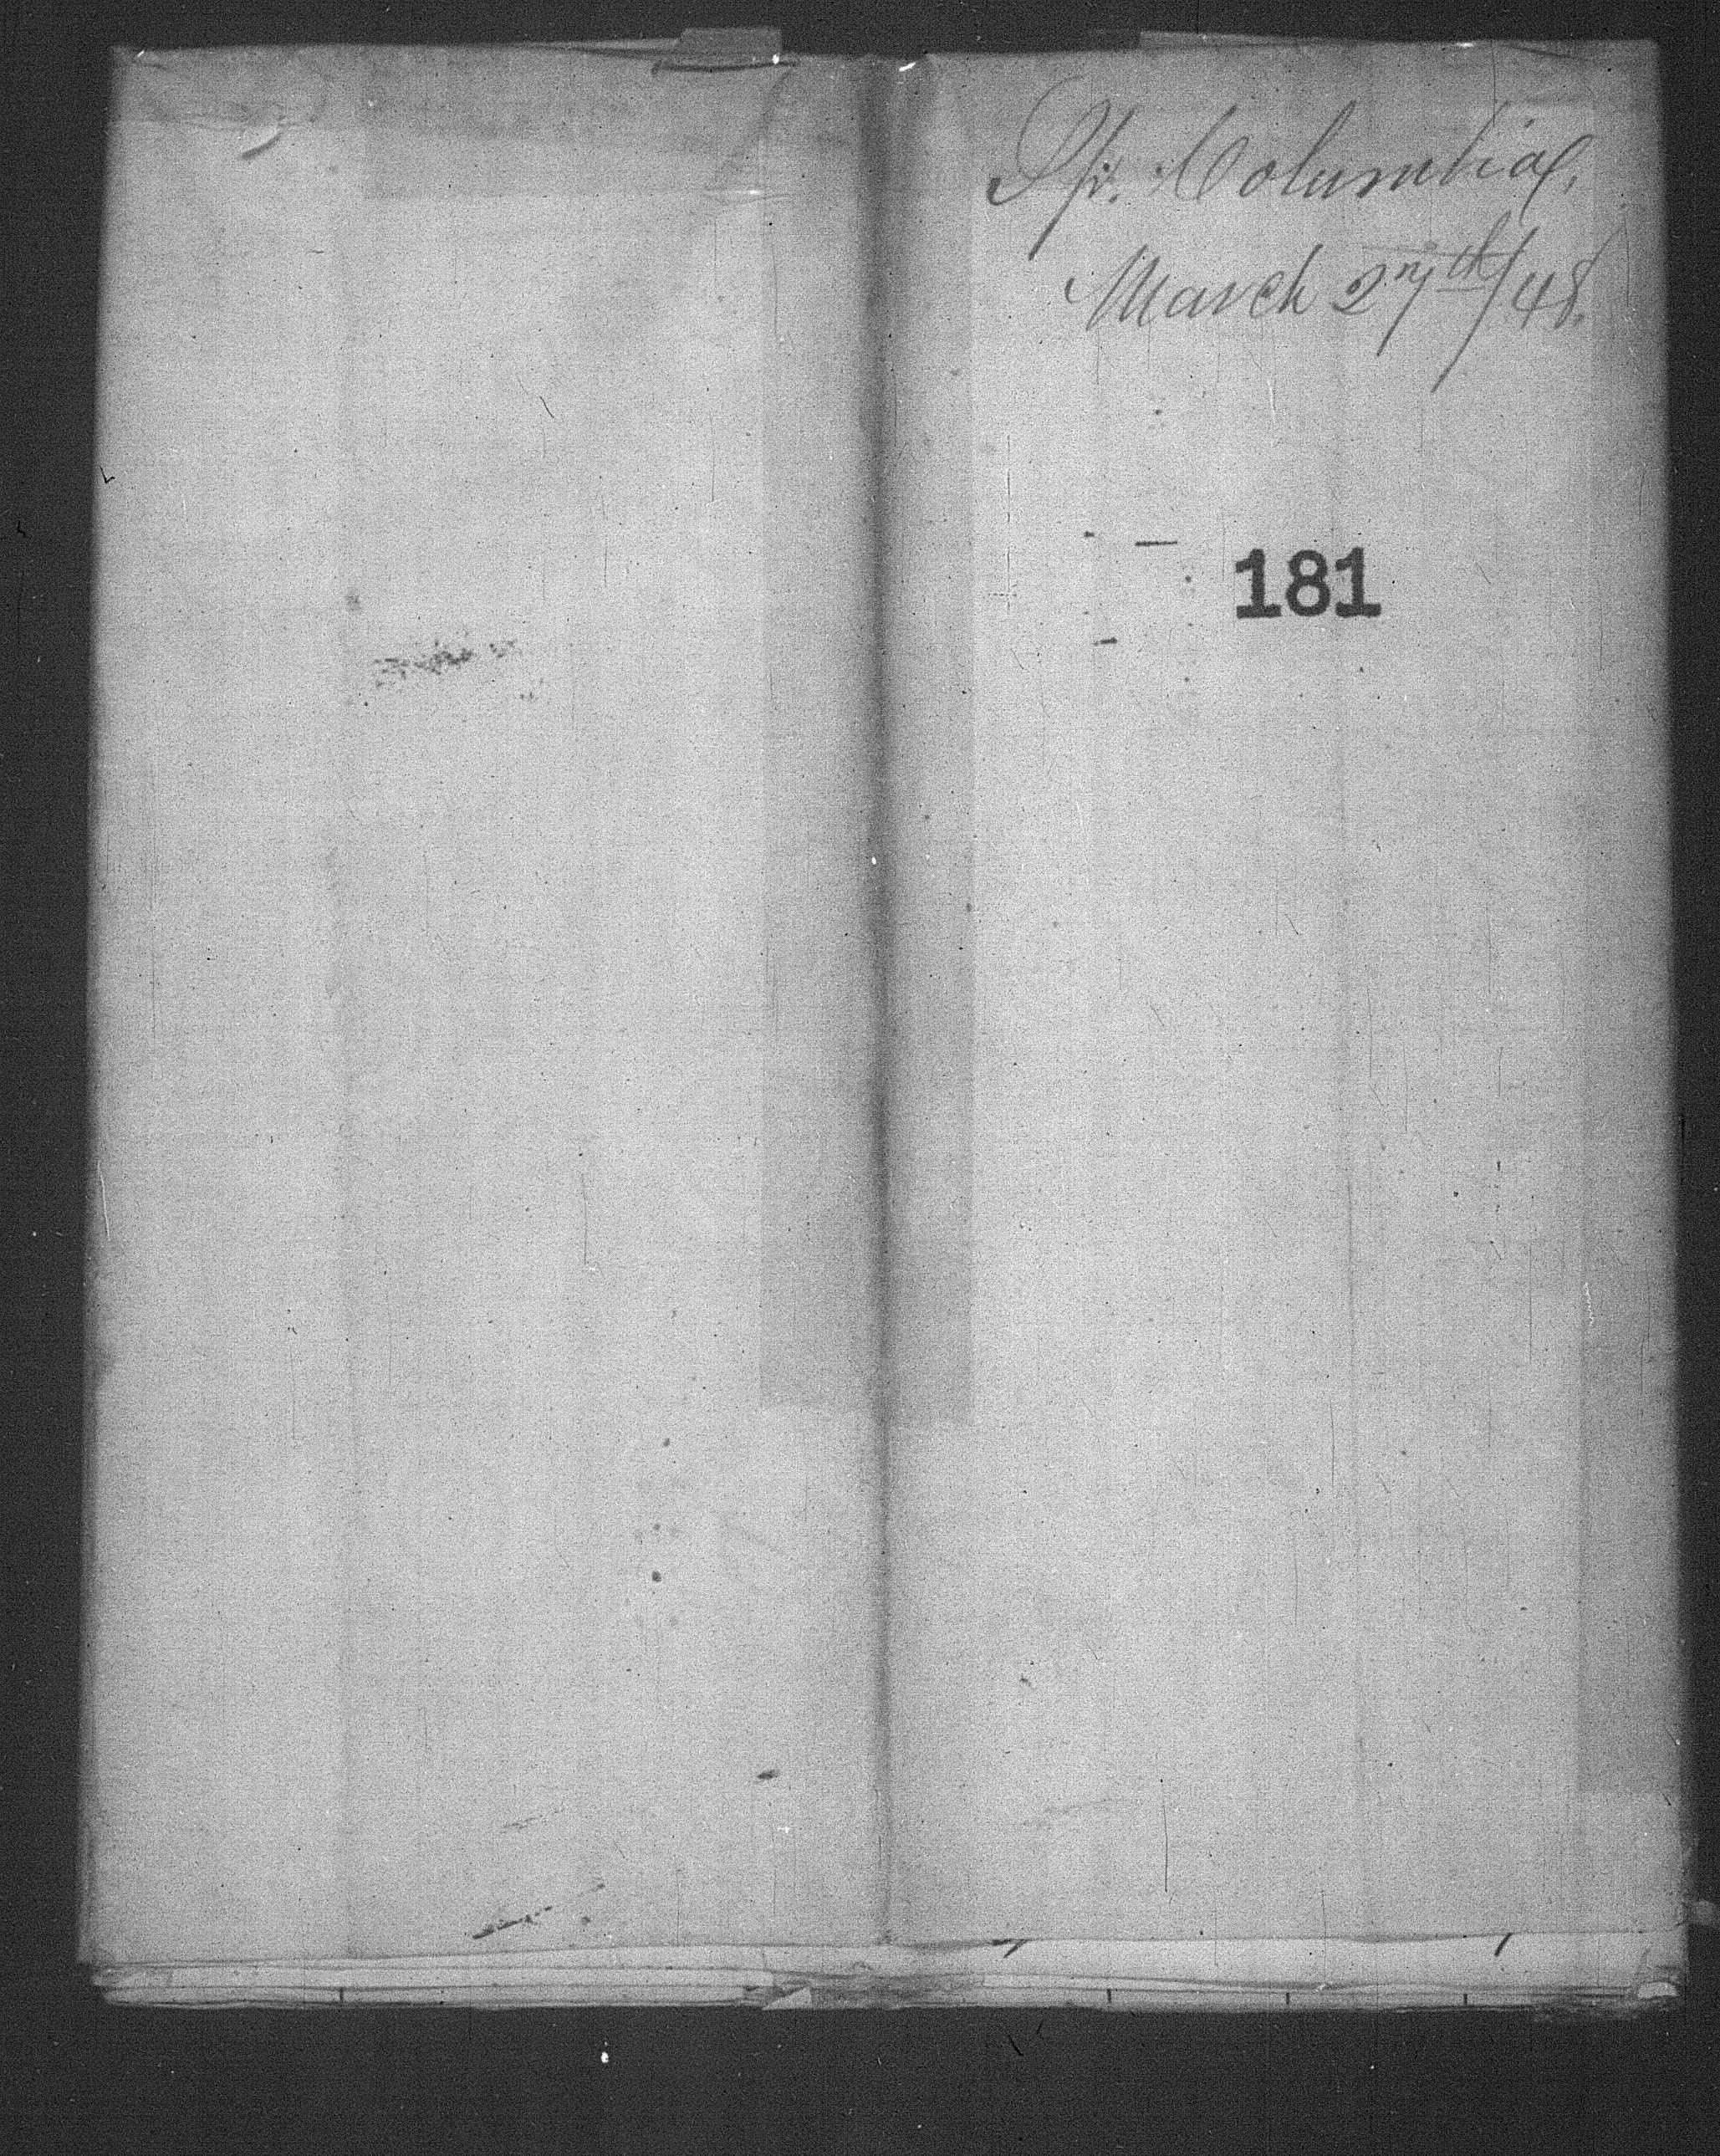 Sp. Columbia,
March 27th/48.
181